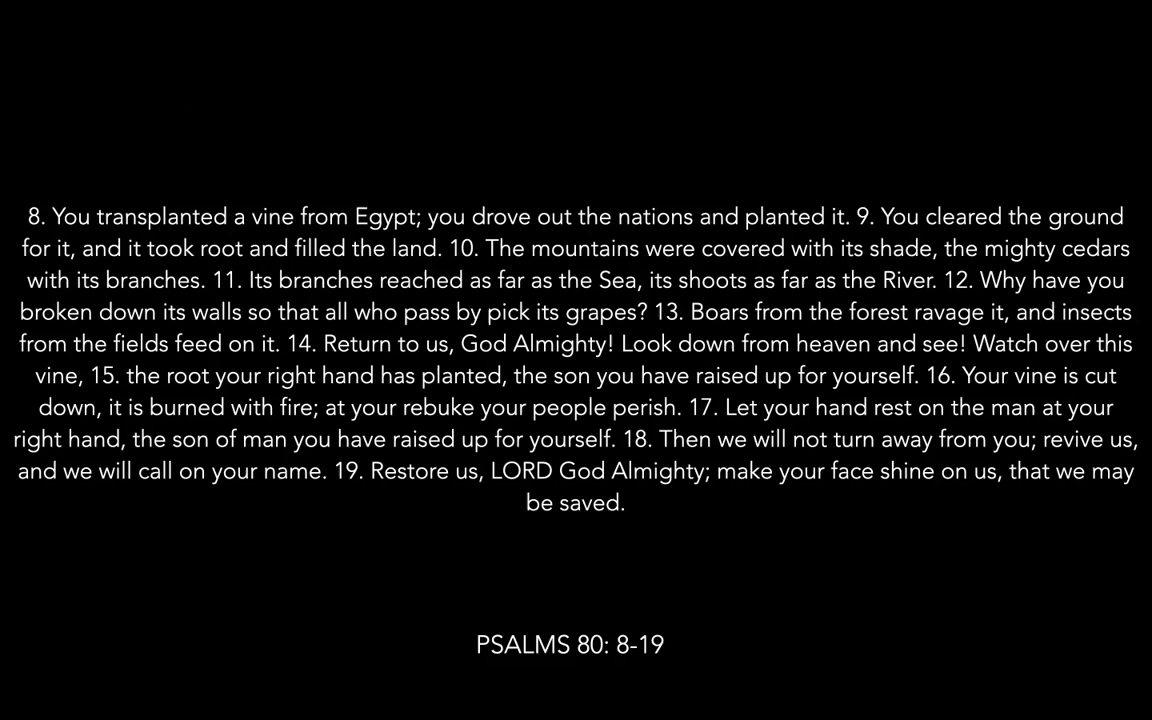 8. You transplanted a vine from Egypt; you drove out the nations and planted it. 9. You cleared the ground
for it, and it took root and filled the land. 10. The mountains were covered with its shade, the mighty cedars
with its branches. 11. Its branches reached as far as the Sea, its shoots as far as the River. 12. Why have you
broken down its walls so that all who pass by pick its grapes? 13. Boars from the forest ravage it, and insects
from the fields feed on it. 14. Return to us, God Almighty! Look down from heaven and see! Watch over this
vine, 15. the root your right hand has planted, the son you have raised up for yourself. 16. Your vine is cut
down, it is burned with fire; at your rebuke your people perish. 17. Let your hand rest on the man at your
right hand, the son of man you have raised up for yourself. 18. Then we will not turn away from you; revive us,
and we will call on your name. 19. Restore us, LORD God Almighty; make your face shine on us, that we may
be saved.
PSALMS 80: 8-19